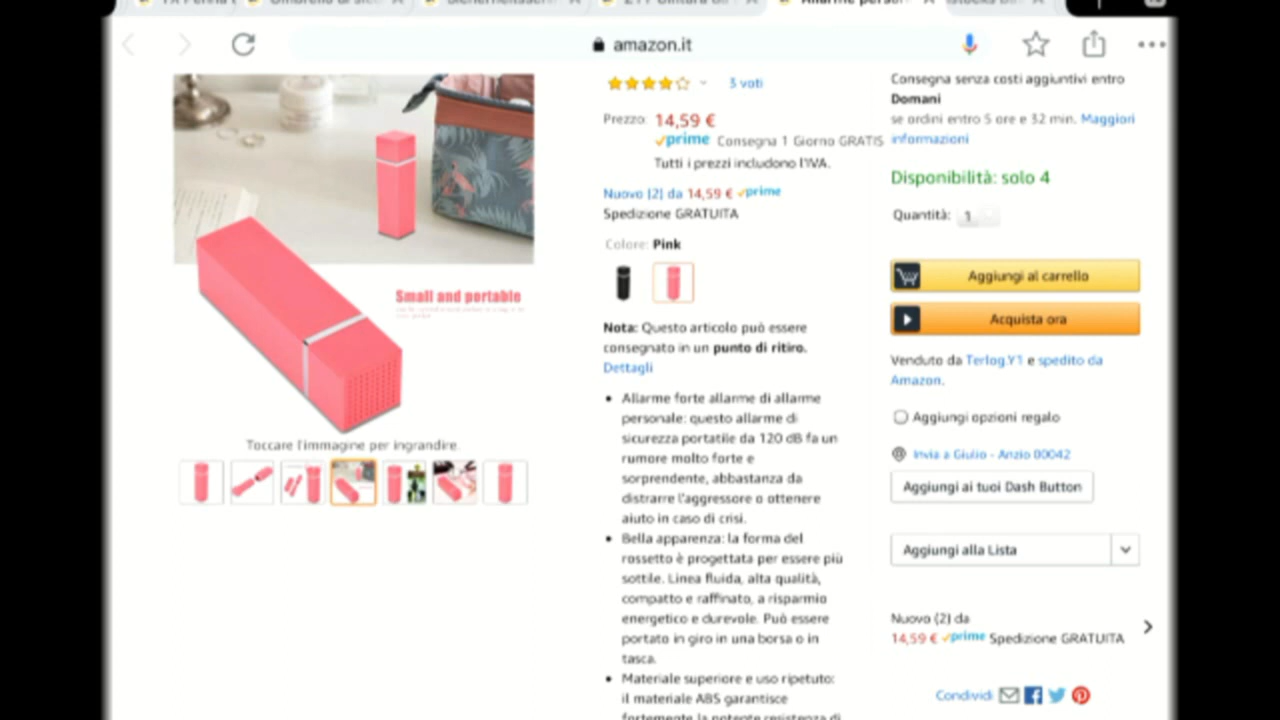 amazon.it
3 voti
Prezzo: 14,59 €
prime Consegna 1 Giorno GRATIS
Tutti i prezzi includono l'IVA.
Nuovo (2) da 14,59 € prime
Spedizione GRATUITA
Colore: Pink
Nota: Questo articolo può essere
consegnato in un punto di ritiro.
Dettagli
• Allarme forte allarme di allarme
personale: questo allarme di
sicurezza portatile da 120 dB fa un
rumore molto forte e
sorprendente, abbastanza da
distrarre l'aggressore o ottenere
aiuto in caso di crisi.
• Bella apparenza: la forma del
rossetto è progettata per essere più
sottile. Linea fluida, alta qualità,
compatto e raffinato, a risparmio
energetico e durevole. Può essere
portato in giro in una borsa o in
tasca.
• Materiale superiore e uso ripetuto:
il materiale ABS garantisce
fortemente la potente resistenza di
Small and portable
Toccare l'immagine per ingrandire.
Consegna senza costi aggiuntivi entro
Domani
se ordini entro 5 ore e 32 min. Maggiori
informazioni
Disponibilità: solo 4
Quantità: 1
Aggiungi al carrello
Acquista ora
Venduto da Terlog.Y1 e spedito da
Amazon.
Aggiungi opzioni regalo
Invia a Giulio - Anzio 00042
Aggiungi ai tuoi Dash Button
Aggiungi alla Lista
Nuovo (2) da
14,59 € prime Spedizione GRATUITA
Condividi